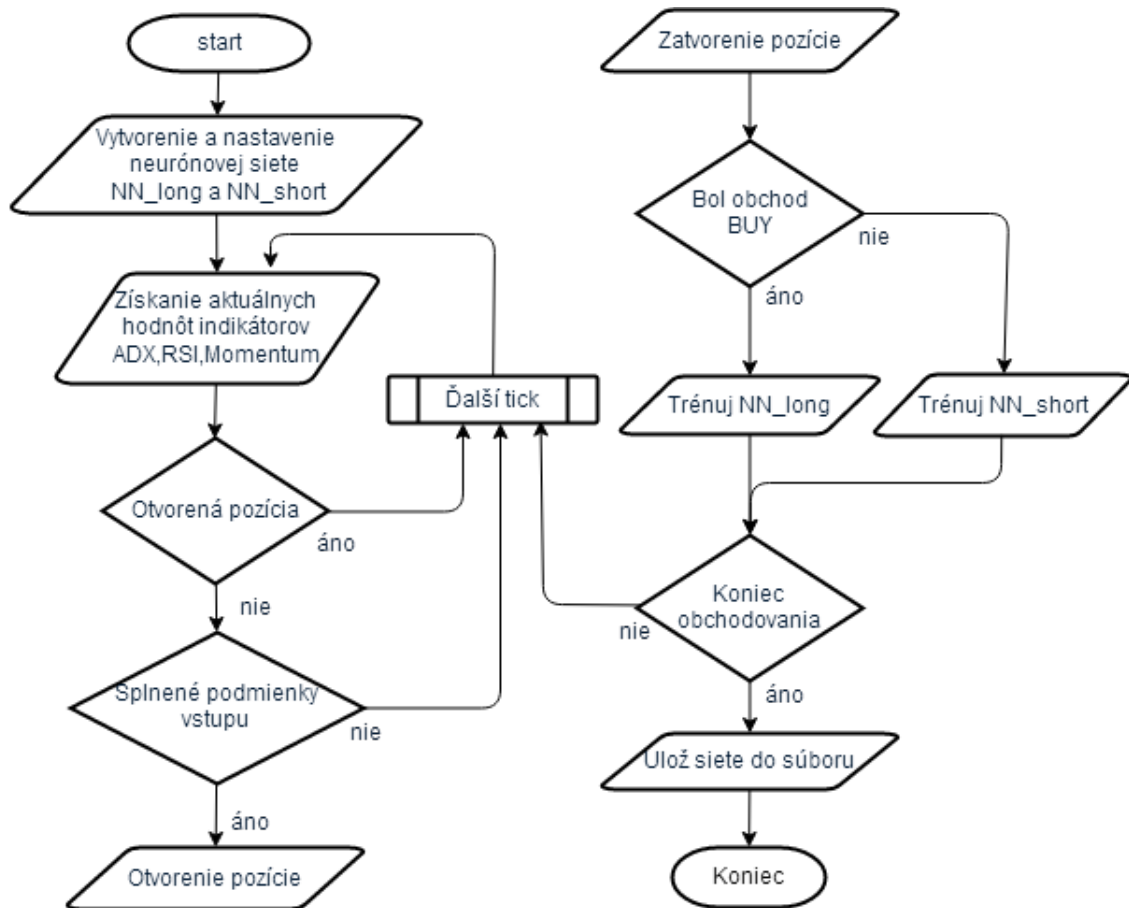 start
Vytvorenie a nastavenie
neurónovej siete
NN_long a NN_short
Získanie aktuálnych
hodnôt indikátorov
ADX,RSI,Momentum
Ďalší tick
Otvorená pozícia
áno
nie
Splnené podmienky
vstupu
nie
áno
Otvorenie pozície
Zatvorenie pozície
Bol obchod
BUY
nie
áno
Trénuj NN_long
Trénuj NN_short
Koniec
obchodovania
nie
áno
Ulož siete do súboru
Koniec